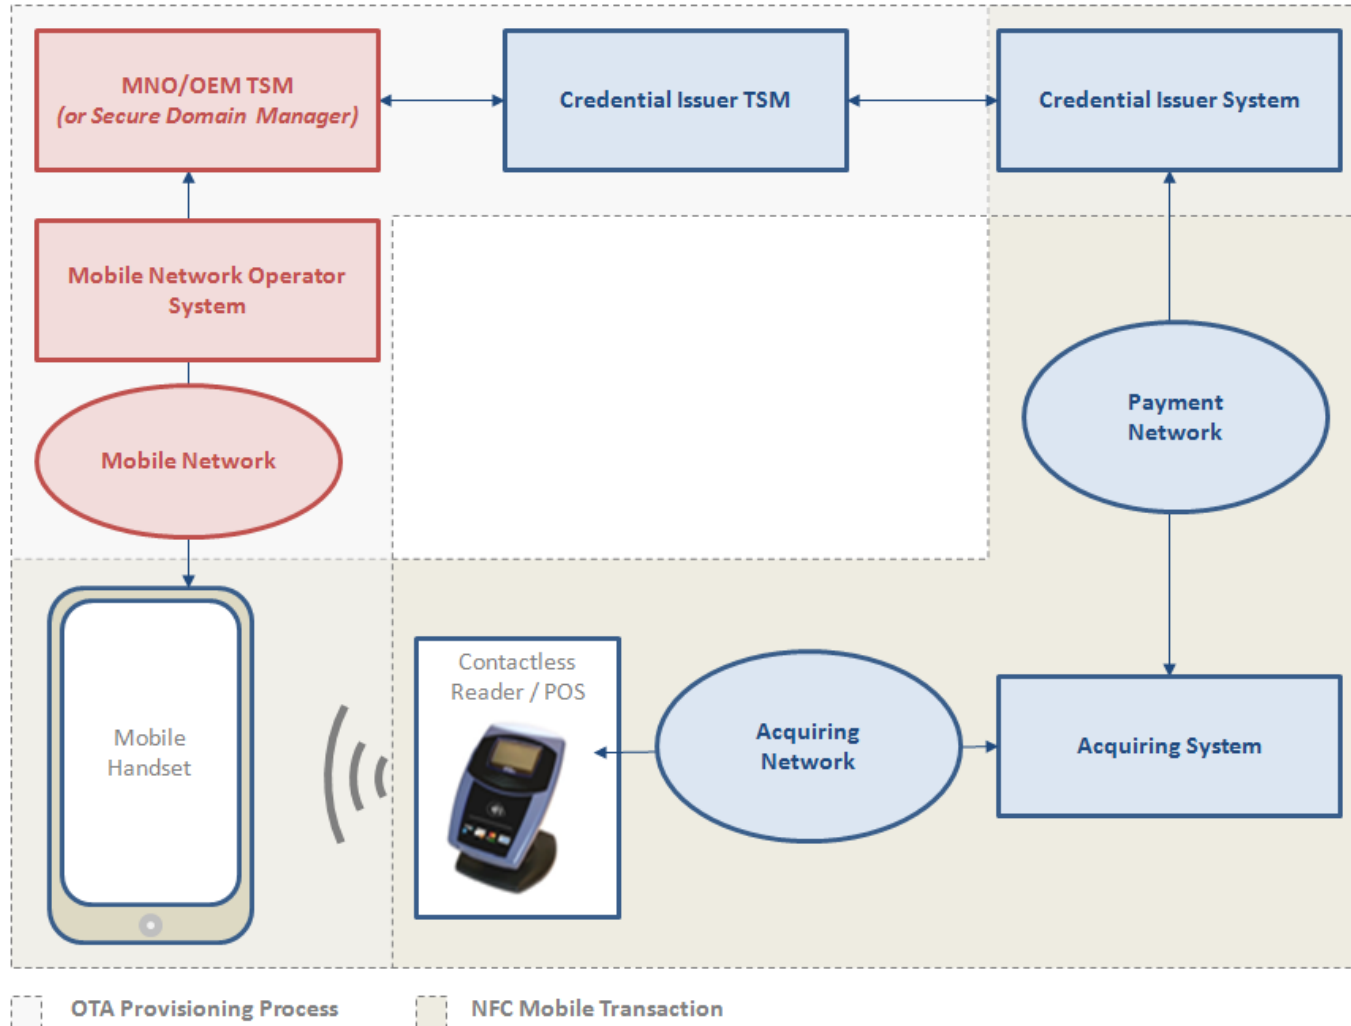 MNO/OEM TSM
(or Secure Domain Manager)
Credential Issuer TSM
Credential Issuer System
Mobile Network Operator
System
Mobile Network
Payment
Network
Mobile
Handset
Contactless
Reader / POS
Acquiring
Network
Acquiring System
OTA Provisioning Process
NFC Mobile Transaction